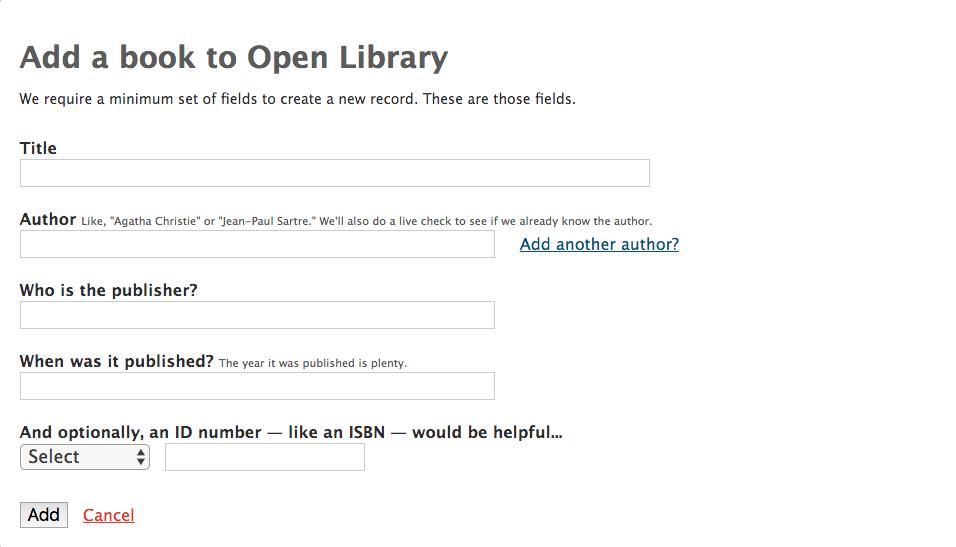 Add a book to Open Library
We require a minimum set of fields to create a new record. These are those fields.
Title
Author Like, "Agatha Christie" or "Jean-Paul Sartre." We'll also do a live check to see if we already know the author.
Add another author?
Who is the publisher?
When was it published? The year it was published is plenty.
And optionally, an ID number — like an ISBN — would be helpful...
Select
Add Cancel